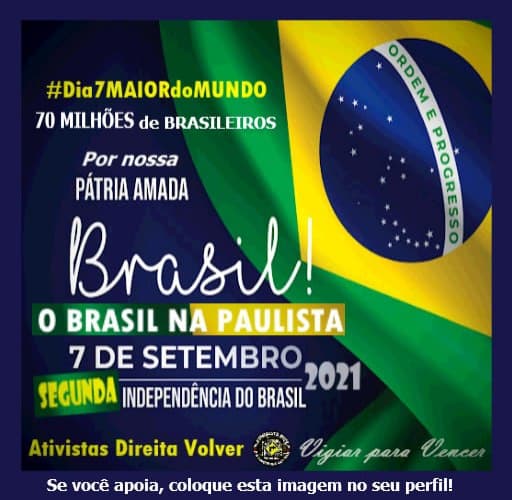 #Dia7MAIORdoMUNDO
70 MILHÕES de BRASILEIROS
Por nossa
PÁTRIA AMADA
Brasil!
O BRASIL NA PAULISTA
7 DE SETEMBRO
2021
SEGUNDA INDEPENDÊNCIA DO BRASIL
Ativistas Direita Volver Vigiar para Vencer
Se você apoia, coloque esta imagem no seu perfil!
ORDEM E PROGRESSO